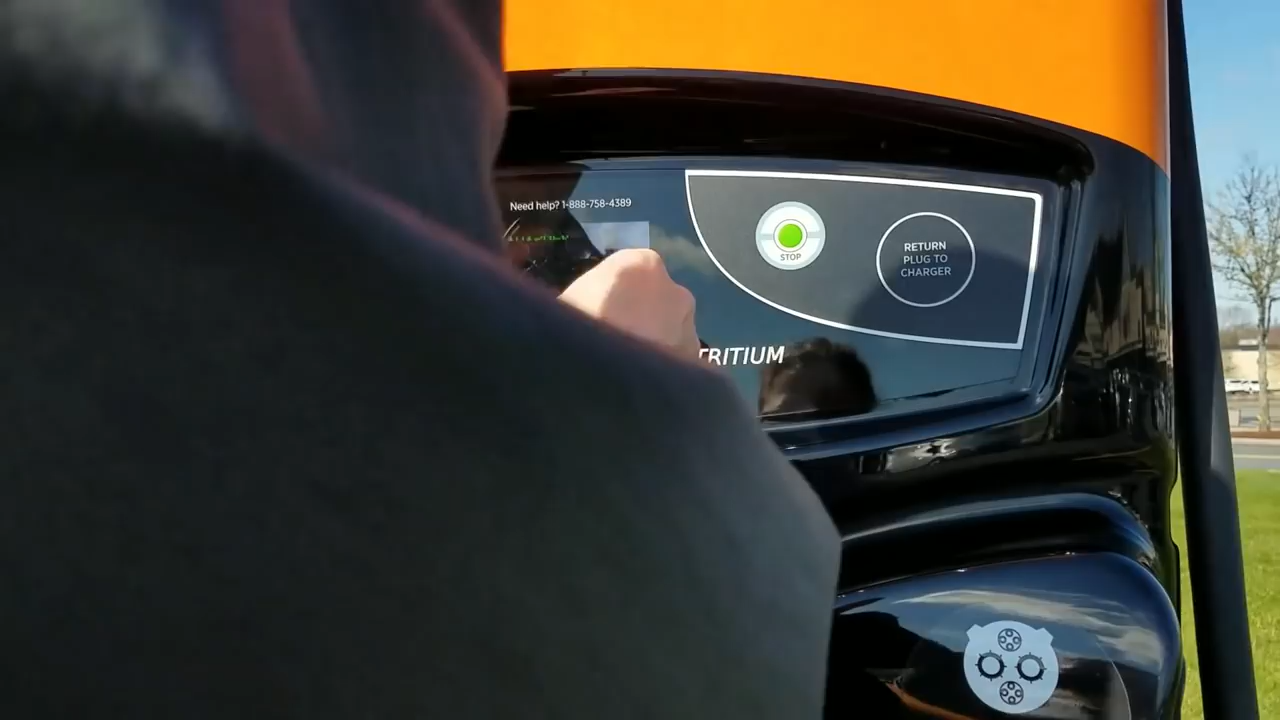 Need help? 1-888-758-4389
STOP
RETURN
PLUG TO
CHARGER
TRITIUM